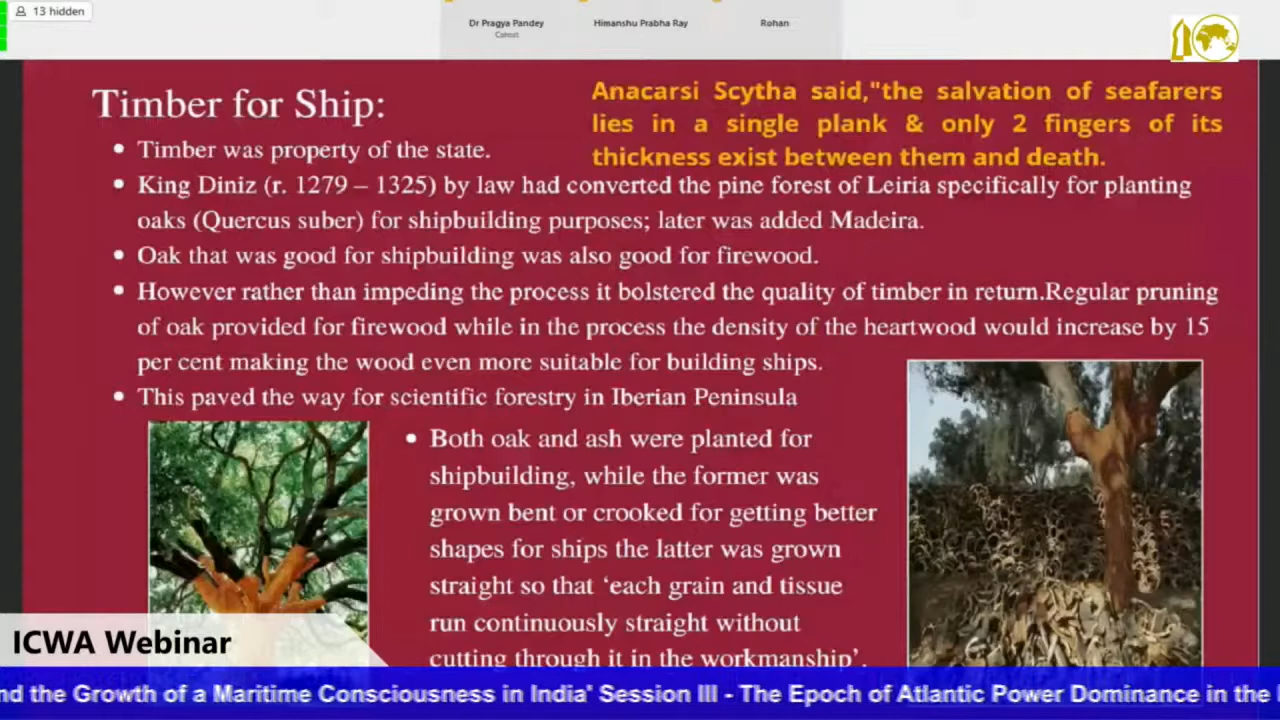 13 hidden
Dr Pragya Pandey
Cohost
Himanshu Prabha Ray
Rohan
Timber for Ship:
Anacarsi Scytha said,"the salvation of seafarers
lies in a single plank & only 2 fingers of its
thickness exist between them and death.
• Timber was property of the state.
• King Diniz (r. 1279 – 1325) by law had converted the pine forest of Leiria specifically for planting
oaks (Quercus suber) for shipbuilding purposes; later was added Madeira.
• Oak that was good for shipbuilding was also good for firewood.
• However rather than impeding the process it bolstered the quality of timber in return.Regular pruning
of oak provided for firewood while in the process the density of the heartwood would increase by 15
per cent making the wood even more suitable for building ships.
• This paved the way for scientific forestry in Iberian Peninsula
• Both oak and ash were planted for
shipbuilding, while the former was
grown bent or crooked for getting better
shapes for ships the latter was grown
straight so that ‘each grain and tissue
run continuously straight without
cutting through it in the workmanship’.
ICWA Webinar
nd the Growth of a Maritime Consciousness in India' Session III - The Epoch of Atlantic Power Dominance in the